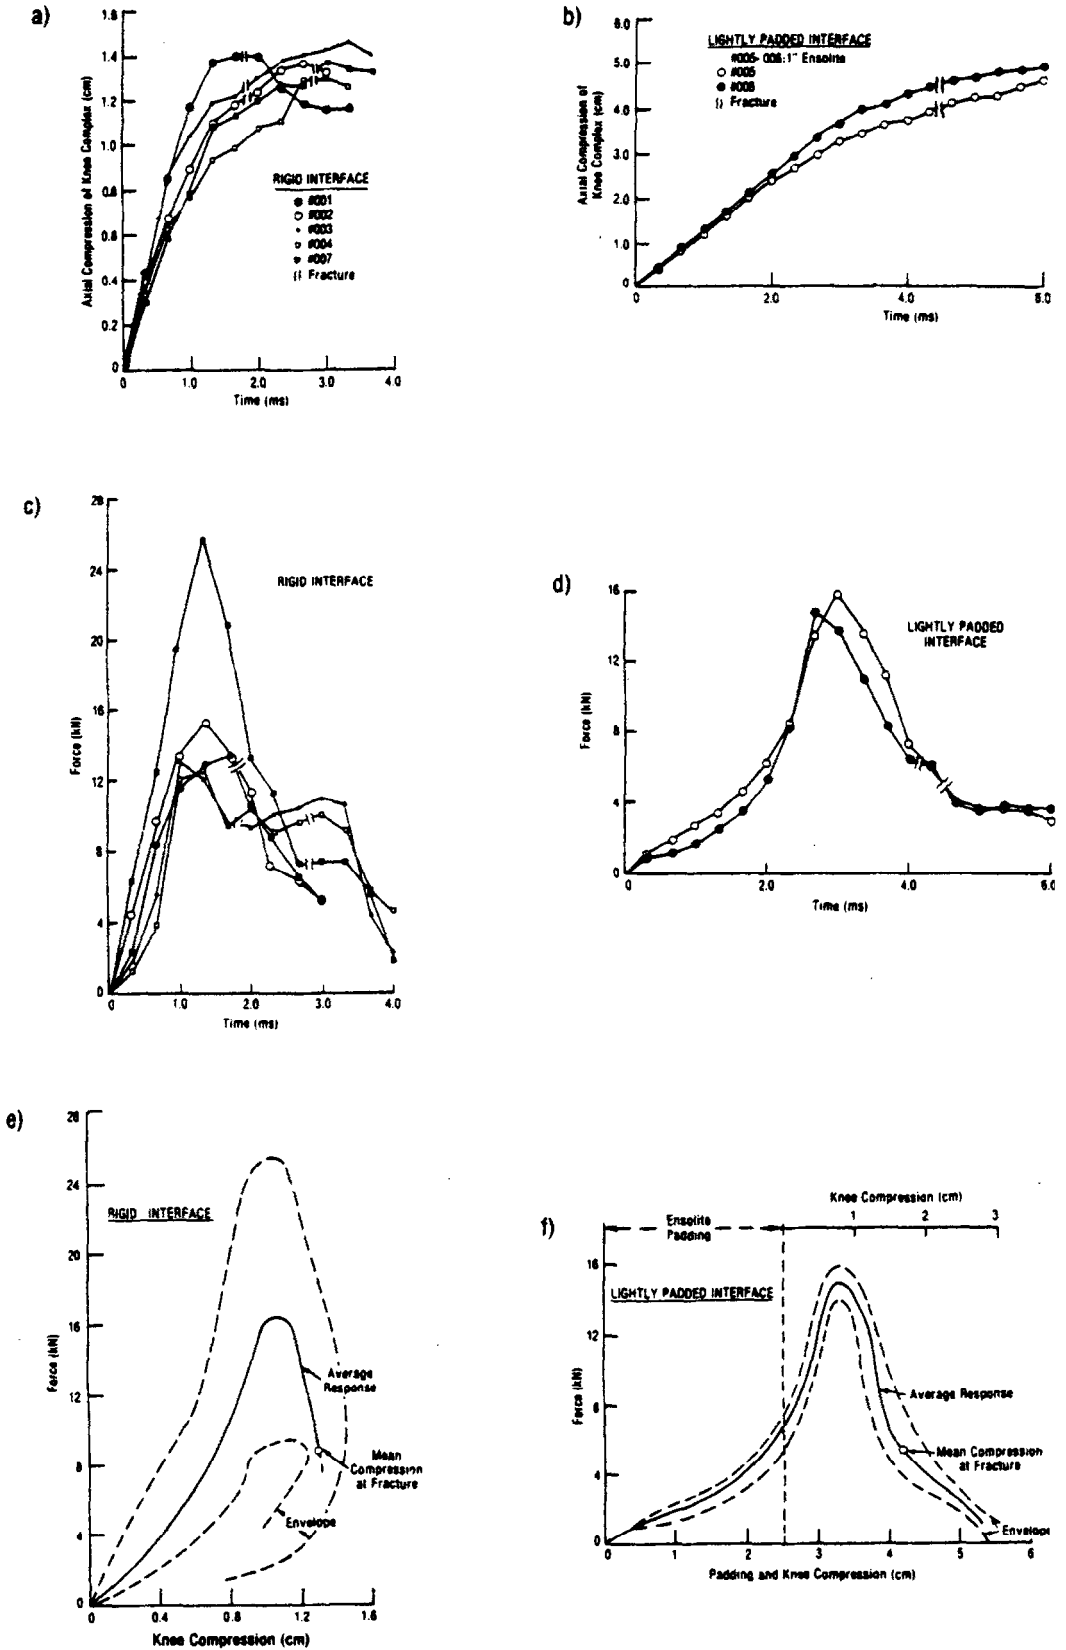 a)
1.6
1.4
1.2
1.0
0.8
0.6
0.4
0.2
0
Axial Compression of Knee Complex (cm)
RIGID INTERFACE
#001
#002
#003
#004
#007
Fracture
0 1.0 2.0 3.0 4.0
Time (ms)
b)
6.0
5.0
4.0
3.0
2.0
1.0
0
Axial Compression of
Knee Complex (cm)
LIGHTLY PADDED INTERFACE
#005-006:1" Ensolite
#005
#006
Fracture
0 2.0 4.0 6.0
Time (ms)
c)
28
24
20
16
12
8
4
0
Force (kN)
RIGID INTERFACE
0 1.0 2.0 3.0 4.0
Time (ms)
d)
16
12
8
4
0
Force (kN)
LIGHTLY PADDED
INTERFACE
0 2.0 4.0 6.0
Time (ms)
e)
28
24
20
16
12
8
4
0
Force (kN)
RIGID INTERFACE
Average
Response
Mean
Compression
at Fracture
Envelope
0 0.4 0.8 1.2 1.6
Knee Compression (cm)
f)
Knee Compression (cm)
1 2 3
Ensolite
Padding
16
12
8
4
0
Force (kN)
LIGHTLY PADDED INTERFACE
Average Response
Mean Compression
at Fracture
Envelope
0 1 2 3 4 5 6
Padding and Knee Compression (cm)